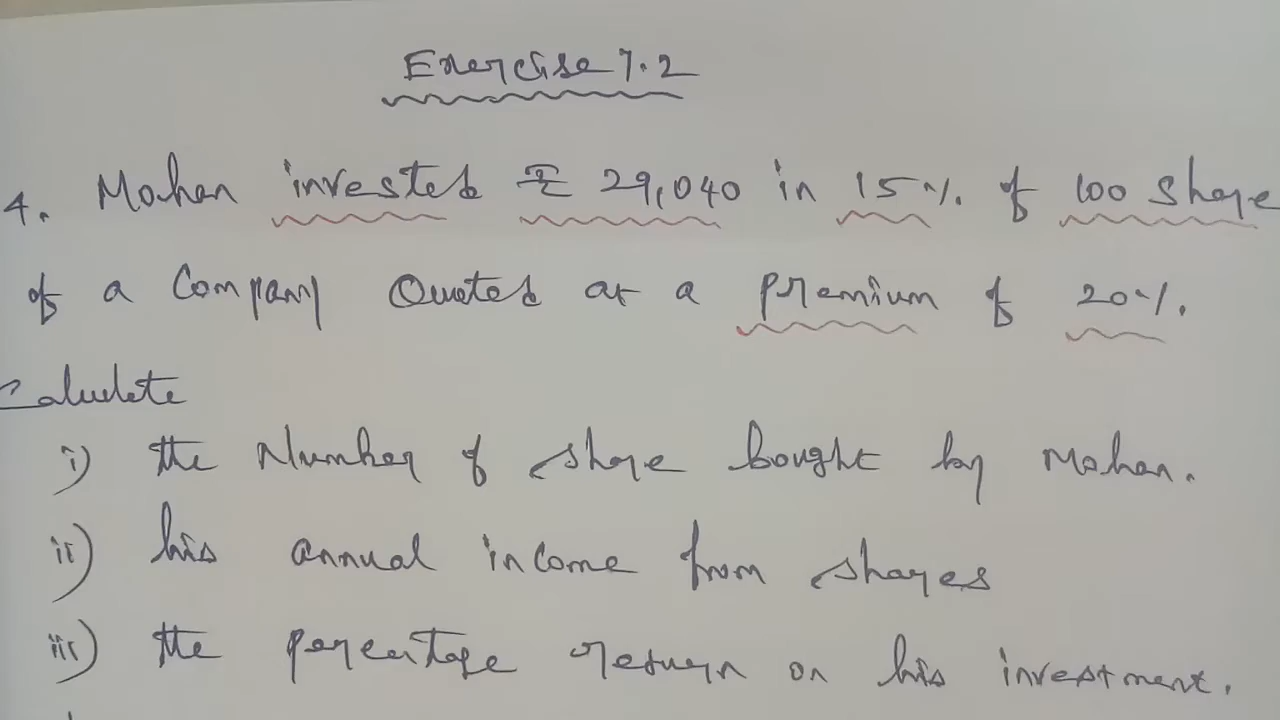 Exercise 7.2
4. Mohan invested ₹ 29,040 in 15% of 100 share
of a Company Quoted at a premium of 20%.
Calculate
i) the Number of share bought by Mohan.
ii) his annual income from shares
iii) the percentage return on his investment.